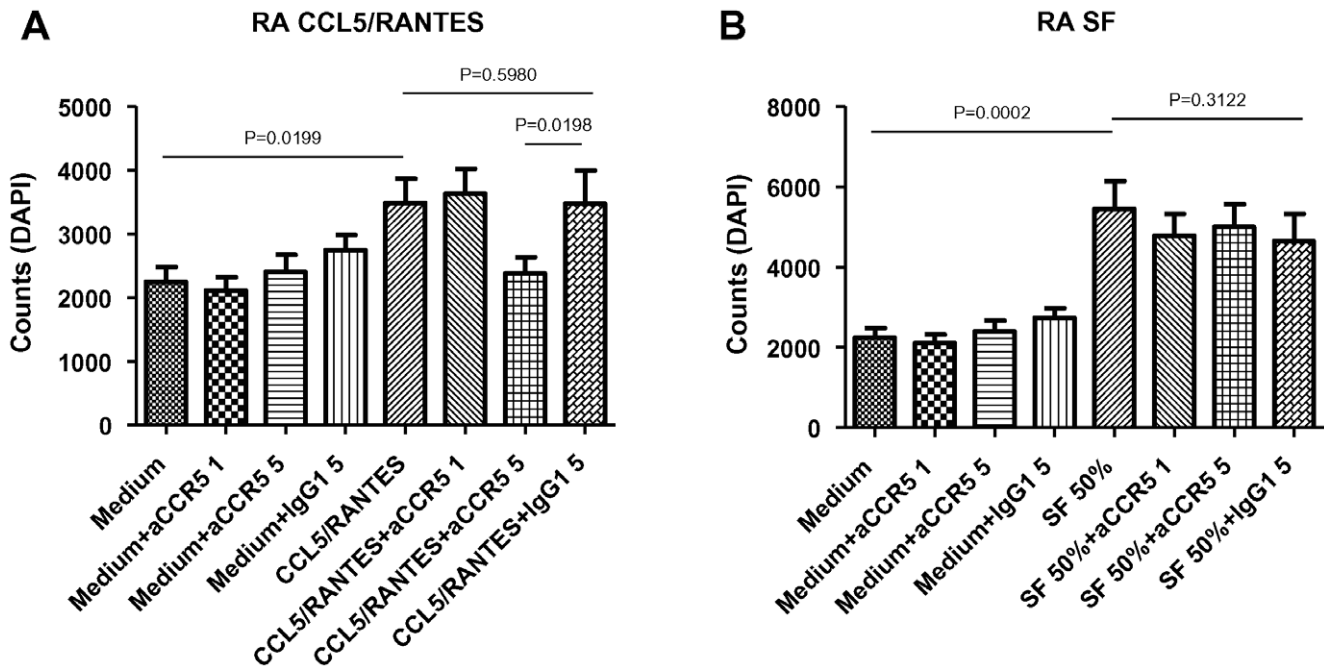 A
RA CCL5/RANTES
P=0.5980
P=0.0199
P=0.0198
Counts (DAPI)
5000
4000
3000
2000
1000
0
Medium
Medium+aCCR5 1
Medium+aCCR5 5
Medium+IgG1 5
CCL5/RANTES
CCL5/RANTES+aCCR5 1
CCL5/RANTES+aCCR5 5
CCL5/RANTES+IgG1 5
B
RA SF
P=0.0002
P=0.3122
Counts (DAPI)
8000
6000
4000
2000
0
Medium
Medium+aCCR5 1
Medium+aCCR5 5
Medium+IgG1 5
SF 50%
SF 50%+aCCR5 1
SF 50%+aCCR5 5
SF 50%+IgG1 5